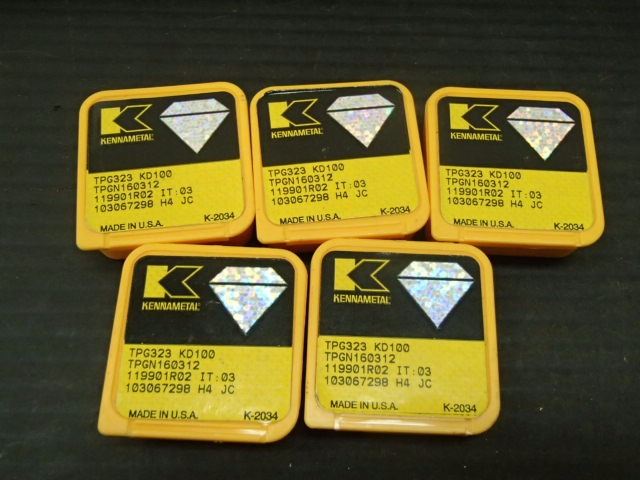 KENNAMETAL
TPG323 KD100
TPGN160312
119901R02 IT:03
103067298 H4 JC
MADE IN U.S.A. K-2034
KENNAMETAL
TPG323 KD100
TPGN160312
119901R02 IT:03
103067298 H4 JC
MADE IN U.S.A. K-2034
KENNAMETAL
TPG323 KD100
TPGN160312
119901R02 IT:03
103067298 H4 JC
MADE IN U.S.A. K-2034
KENNAMETAL
TPG323 KD100
TPGN160312
119901R02 IT:03
103067298 H4 JC
MADE IN U.S.A. K-2034
KENNAMETAL
TPG323 KD100
TPGN160312
119901R02 IT:03
103067298 H4 JC
MADE IN U.S.A. K-2034